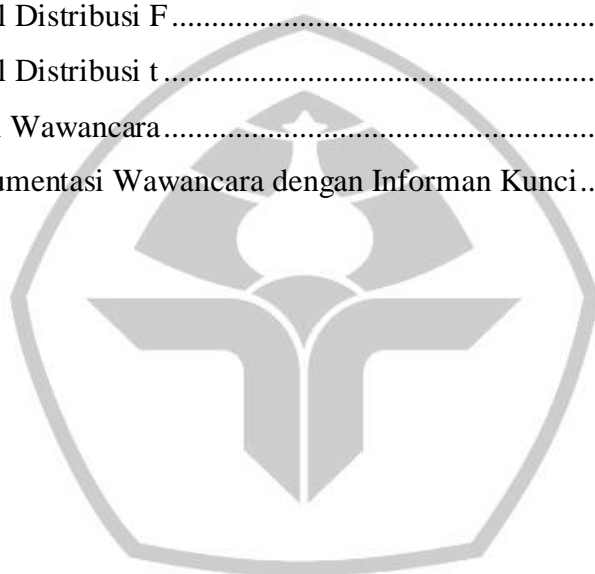 l Distribusi F..................................................................
l Distribusi t ...................................................................
Wawancara...................................................................
umentasi Wawancara dengan Informan Kunci...